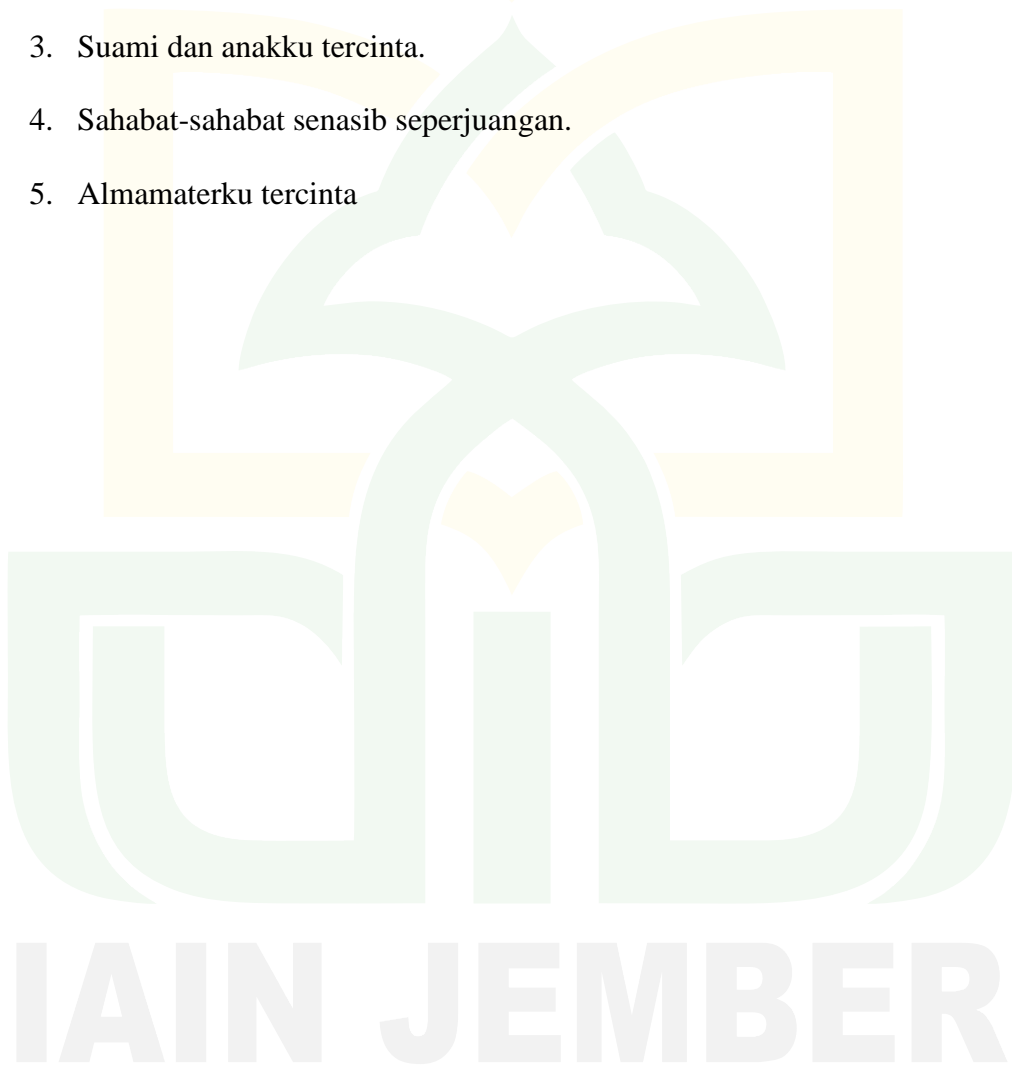 3. Suami dan anakku tercinta.
4. Sahabat-sahabat senasib seperjuangan.
5. Almamaterku tercinta
IAIN JEMBER